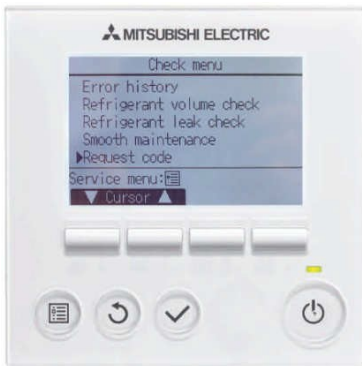 MITSUBISHI ELECTRIC
Check menu
Error history
Refrigerant volume check
Refrigerant leak check
Smooth maintenance
▶Request code
Service menu:
▼ Cursor ▲